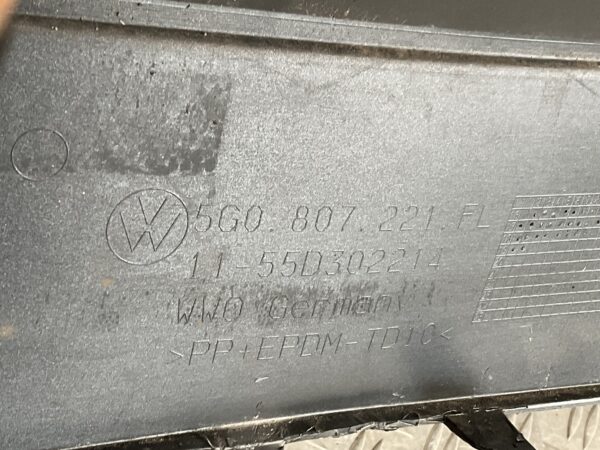 5G0 807.221.FL
11-55D302214
WWO Germany
>PP+EPDM-TD10<